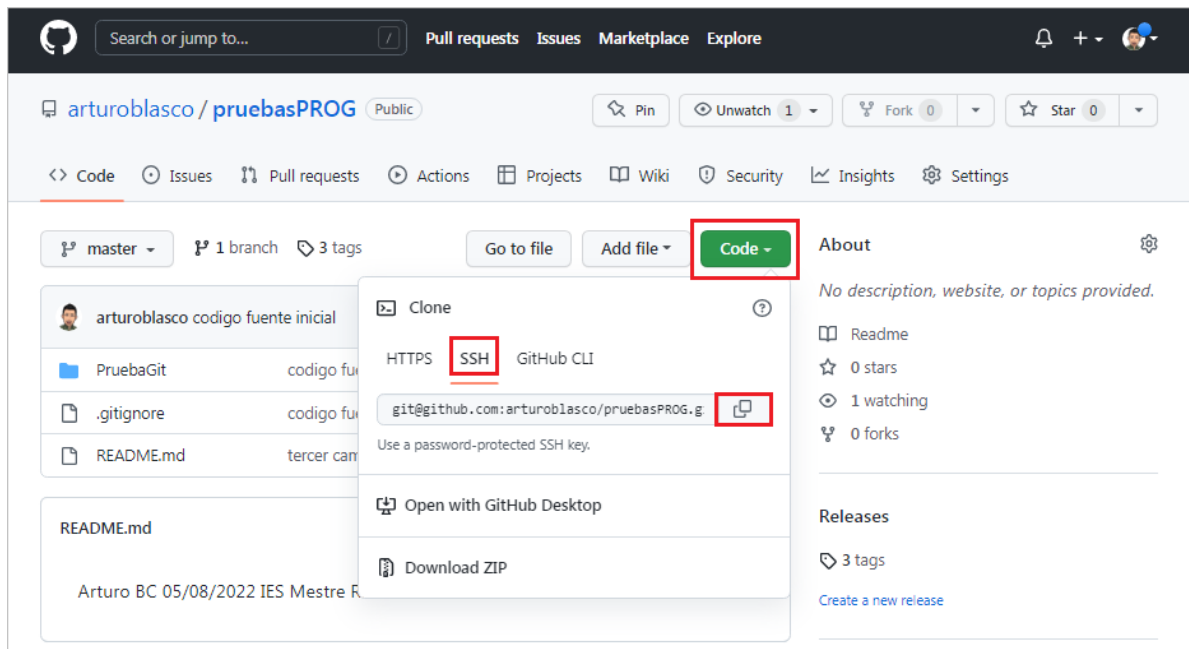 Search or jump to... / Pull requests Issues Marketplace Explore
arturoblasco / pruebasPROG Public Pin Unwatch 1 Fork 0 Star 0
Code Issues Pull requests Actions Projects Wiki Security Insights Settings
master 1 branch 3 tags Go to file Add file Code About
No description, website, or topics provided.
arturoblasco codigo fuente inicial Clone
Readme
HTTPS SSH GitHub CLI
0 stars
PruebaGit codigo fu
1 watching
.gitignore codigo fu git@github.com:arturoblasco/pruebasPROG.g
0 forks
Use a password-protected SSH key.
README.md tercer cam
Open with GitHub Desktop
Releases
README.md
3 tags
Download ZIP
Arturo BC 05/08/2022 IES Mestre R
Create a new release